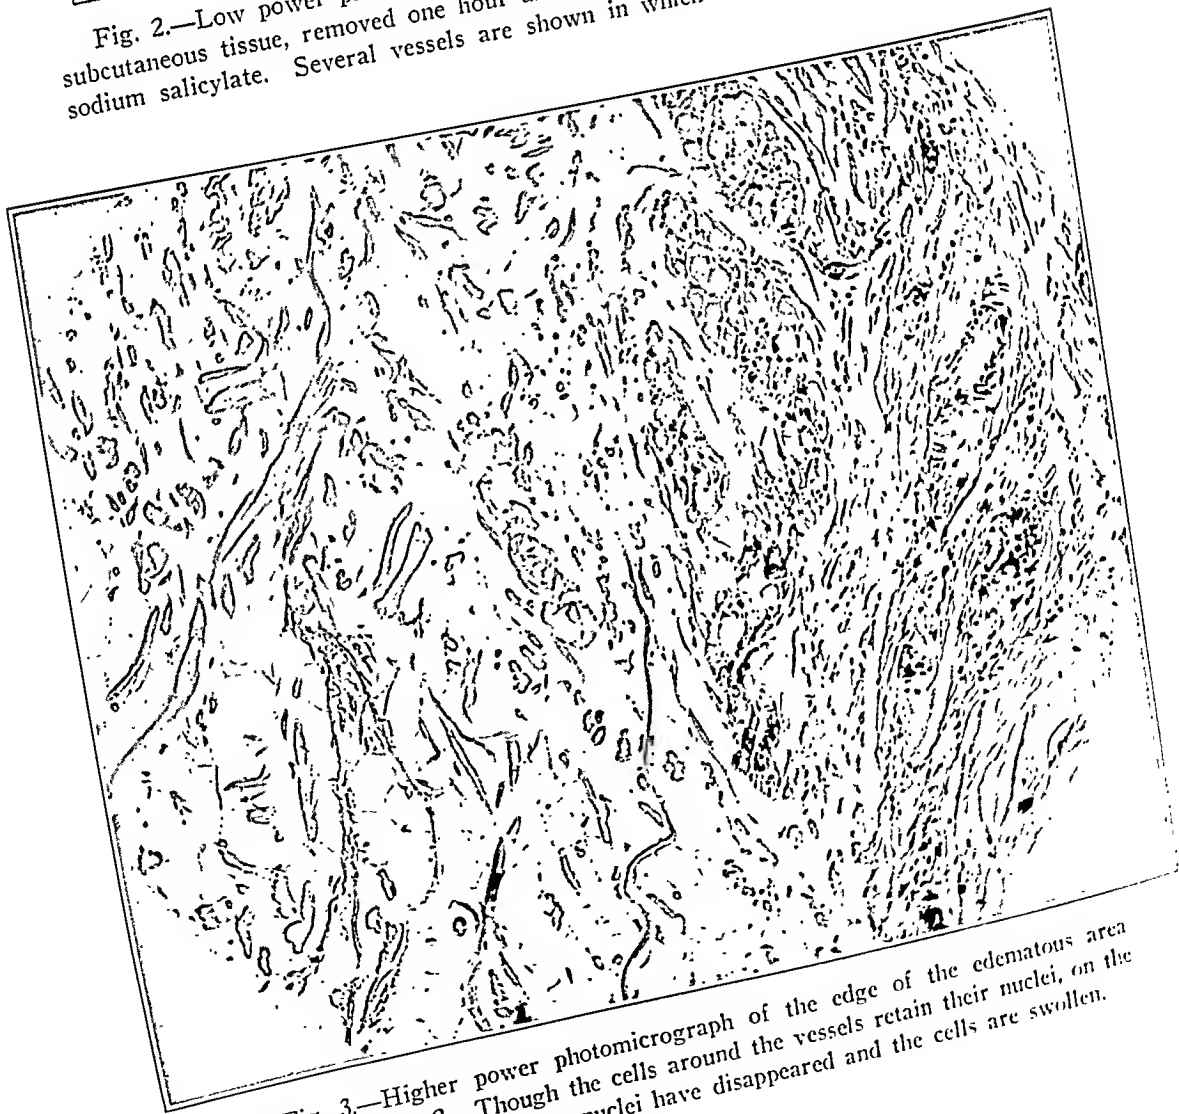 Fig. 2.—Low power
subcutaneous tissue, removed one hour
sodium salicylate. Several vessels are shown in which
3.—Higher power photomicrograph of the edge of the edematous area
2. Though the cells around the vessels retain their nuclei, on the
nuclei have disappeared and the cells are swollen.